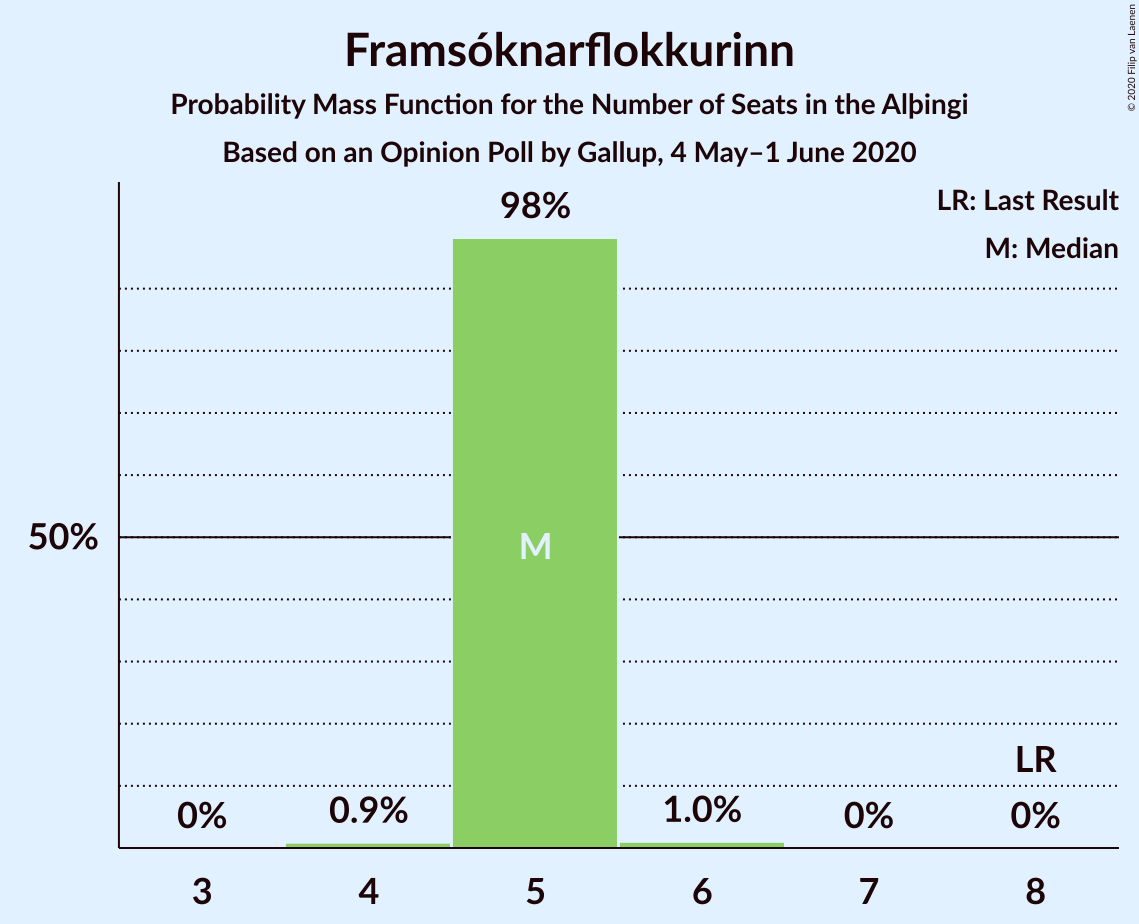 Framsóknarflokkurinn
Probability Mass Function for the Number of Seats in the Alþingi
Based on an Opinion Poll by Gallup, 4 May–1 June 2020
© 2020 Filip van Laenen
LR: Last Result
M: Median
98%
50%
M
LR
0%
0.9%
1.0%
0%
0%
3
4
5
6
7
8